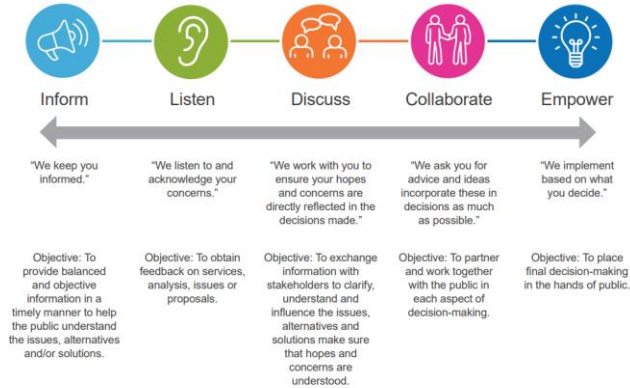 Inform
Listen
Discuss
Collaborate
Empower
"We keep you
informed."
"We listen to and
acknowledge your
concerns."
"We work with you to
ensure your hopes
and concerns are
directly reflected in the
decisions made."
"We ask you for
advice and ideas
incorporate these in
decisions as much
as possible."
"We implement
based on what
you decide."
Objective: To
provide balanced
and objective
information in a
timely manner to help
the public understand
the issues, alternatives
and/or solutions.
Objective: To obtain
feedback on services,
analysis, issues or
proposals.
Objective: To exchange
information with
stakeholders to clarify,
understand and
influence the issues,
alternatives and
solutions make sure
that hopes and
concerns are
understood.
Objective: To partner
and work together
with the public in
each aspect of
decision-making.
Objective: To place
final decision-making
in the hands of public.